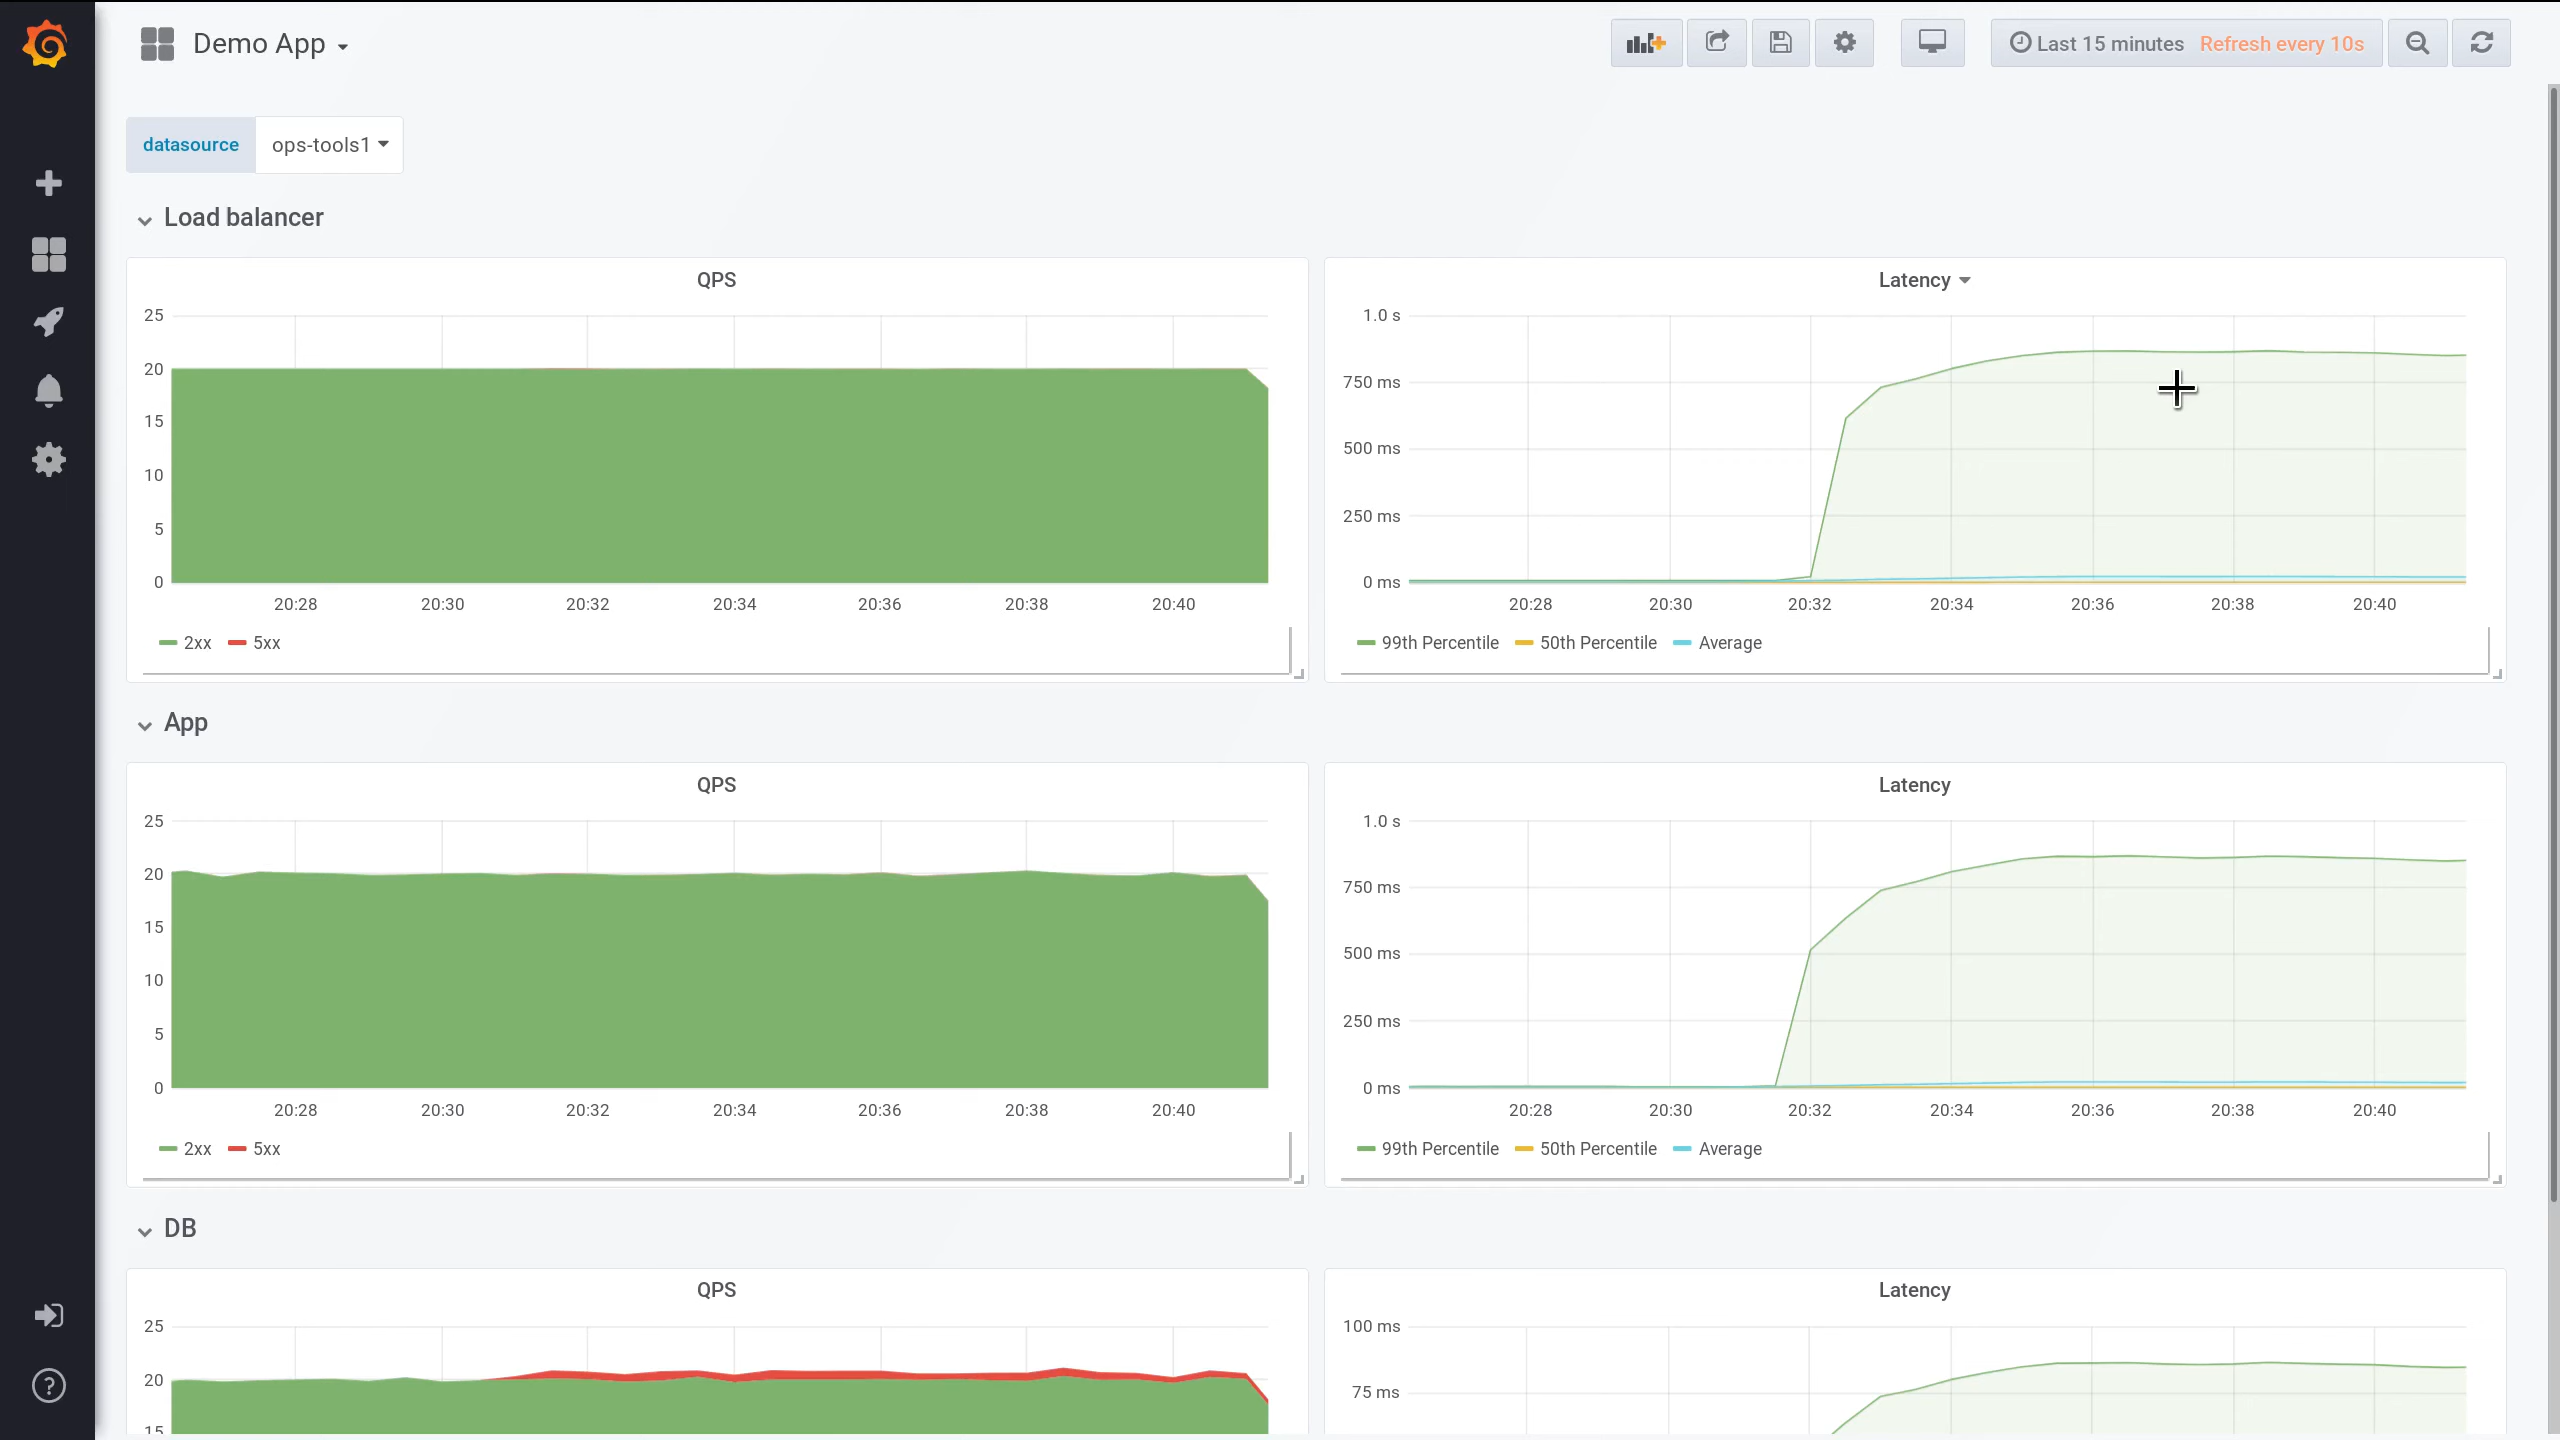 Demo App
Last 15 minutes Refresh every 10s
datasource ops-tools1
Load balancer
QPS
25
20
15
10
5
0
20:28 20:30 20:32 20:34 20:36 20:38 20:40
2xx 5xx
Latency
1.0 s
750 ms
500 ms
250 ms
0 ms
20:28 20:30 20:32 20:34 20:36 20:38 20:40
99th Percentile 50th Percentile Average
App
QPS
25
20
15
10
5
0
20:28 20:30 20:32 20:34 20:36 20:38 20:40
2xx 5xx
Latency
1.0 s
750 ms
500 ms
250 ms
0 ms
20:28 20:30 20:32 20:34 20:36 20:38 20:40
99th Percentile 50th Percentile Average
DB
QPS
25
20
15
Latency
100 ms
75 ms